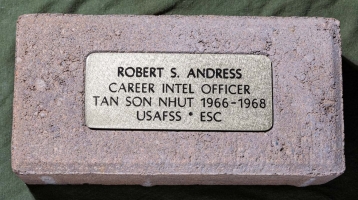 ROBERT S. ANDRESS
CAREER INTEL OFFICER
TAN SON NHUT 1966-1968
USAFSS * ESC